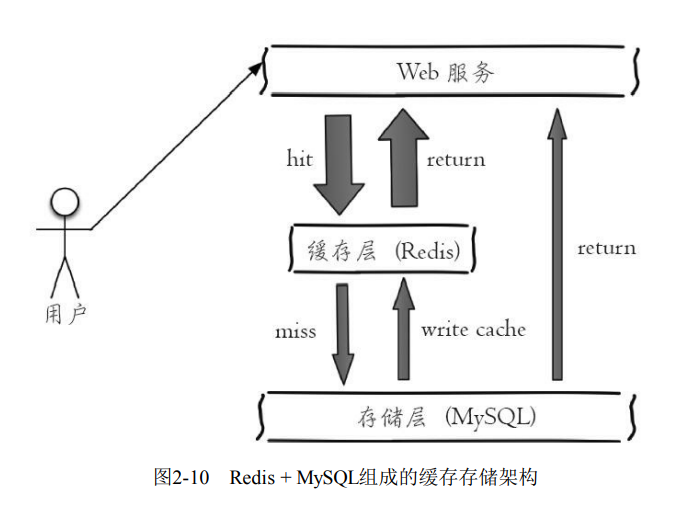 Web 服务
hit
return
缓存层 (Redis)
return
用户
miss
write cache
存储层 (MySQL)
图2-10 Redis + MySQL组成的缓存存储架构